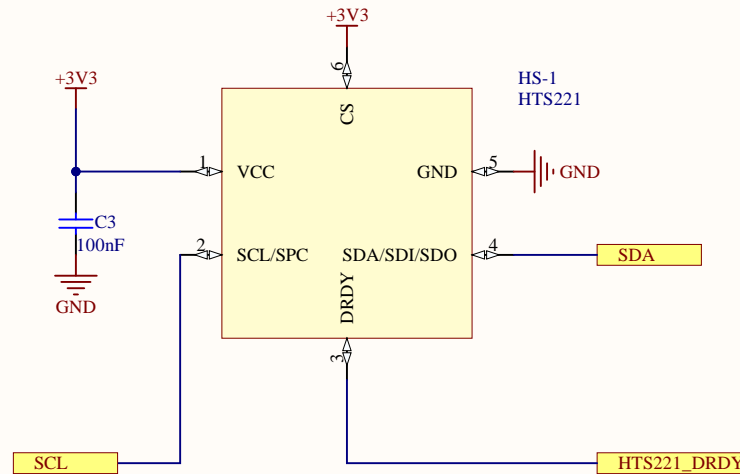 +3V3
+3V3
HS-1
HTS221
6
CS
1
VCC
GND
5
GND
C3
100nF
2
SCL/SPC
SDA/SDI/SDO
4
SDA
GND
DRDY
3
SCL
HTS221_DRDY